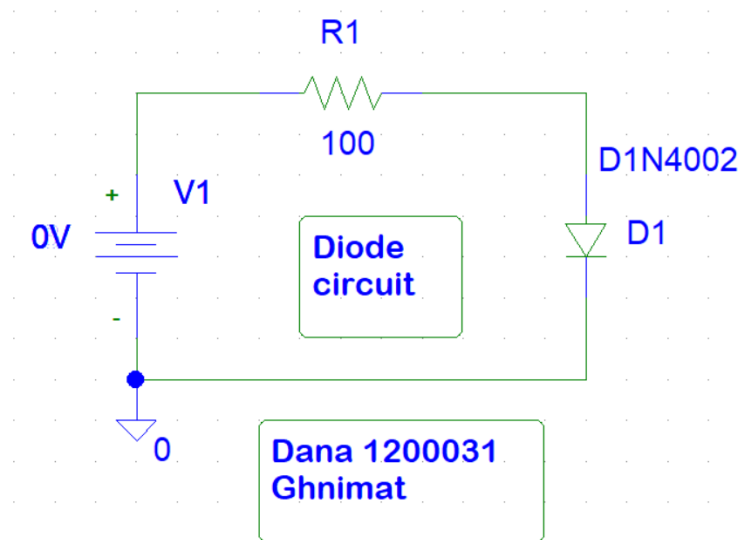 R1
100
D1N4002
+
V1
0V
D1
Diode
circuit
-
0
Dana 1200031
Ghnimat